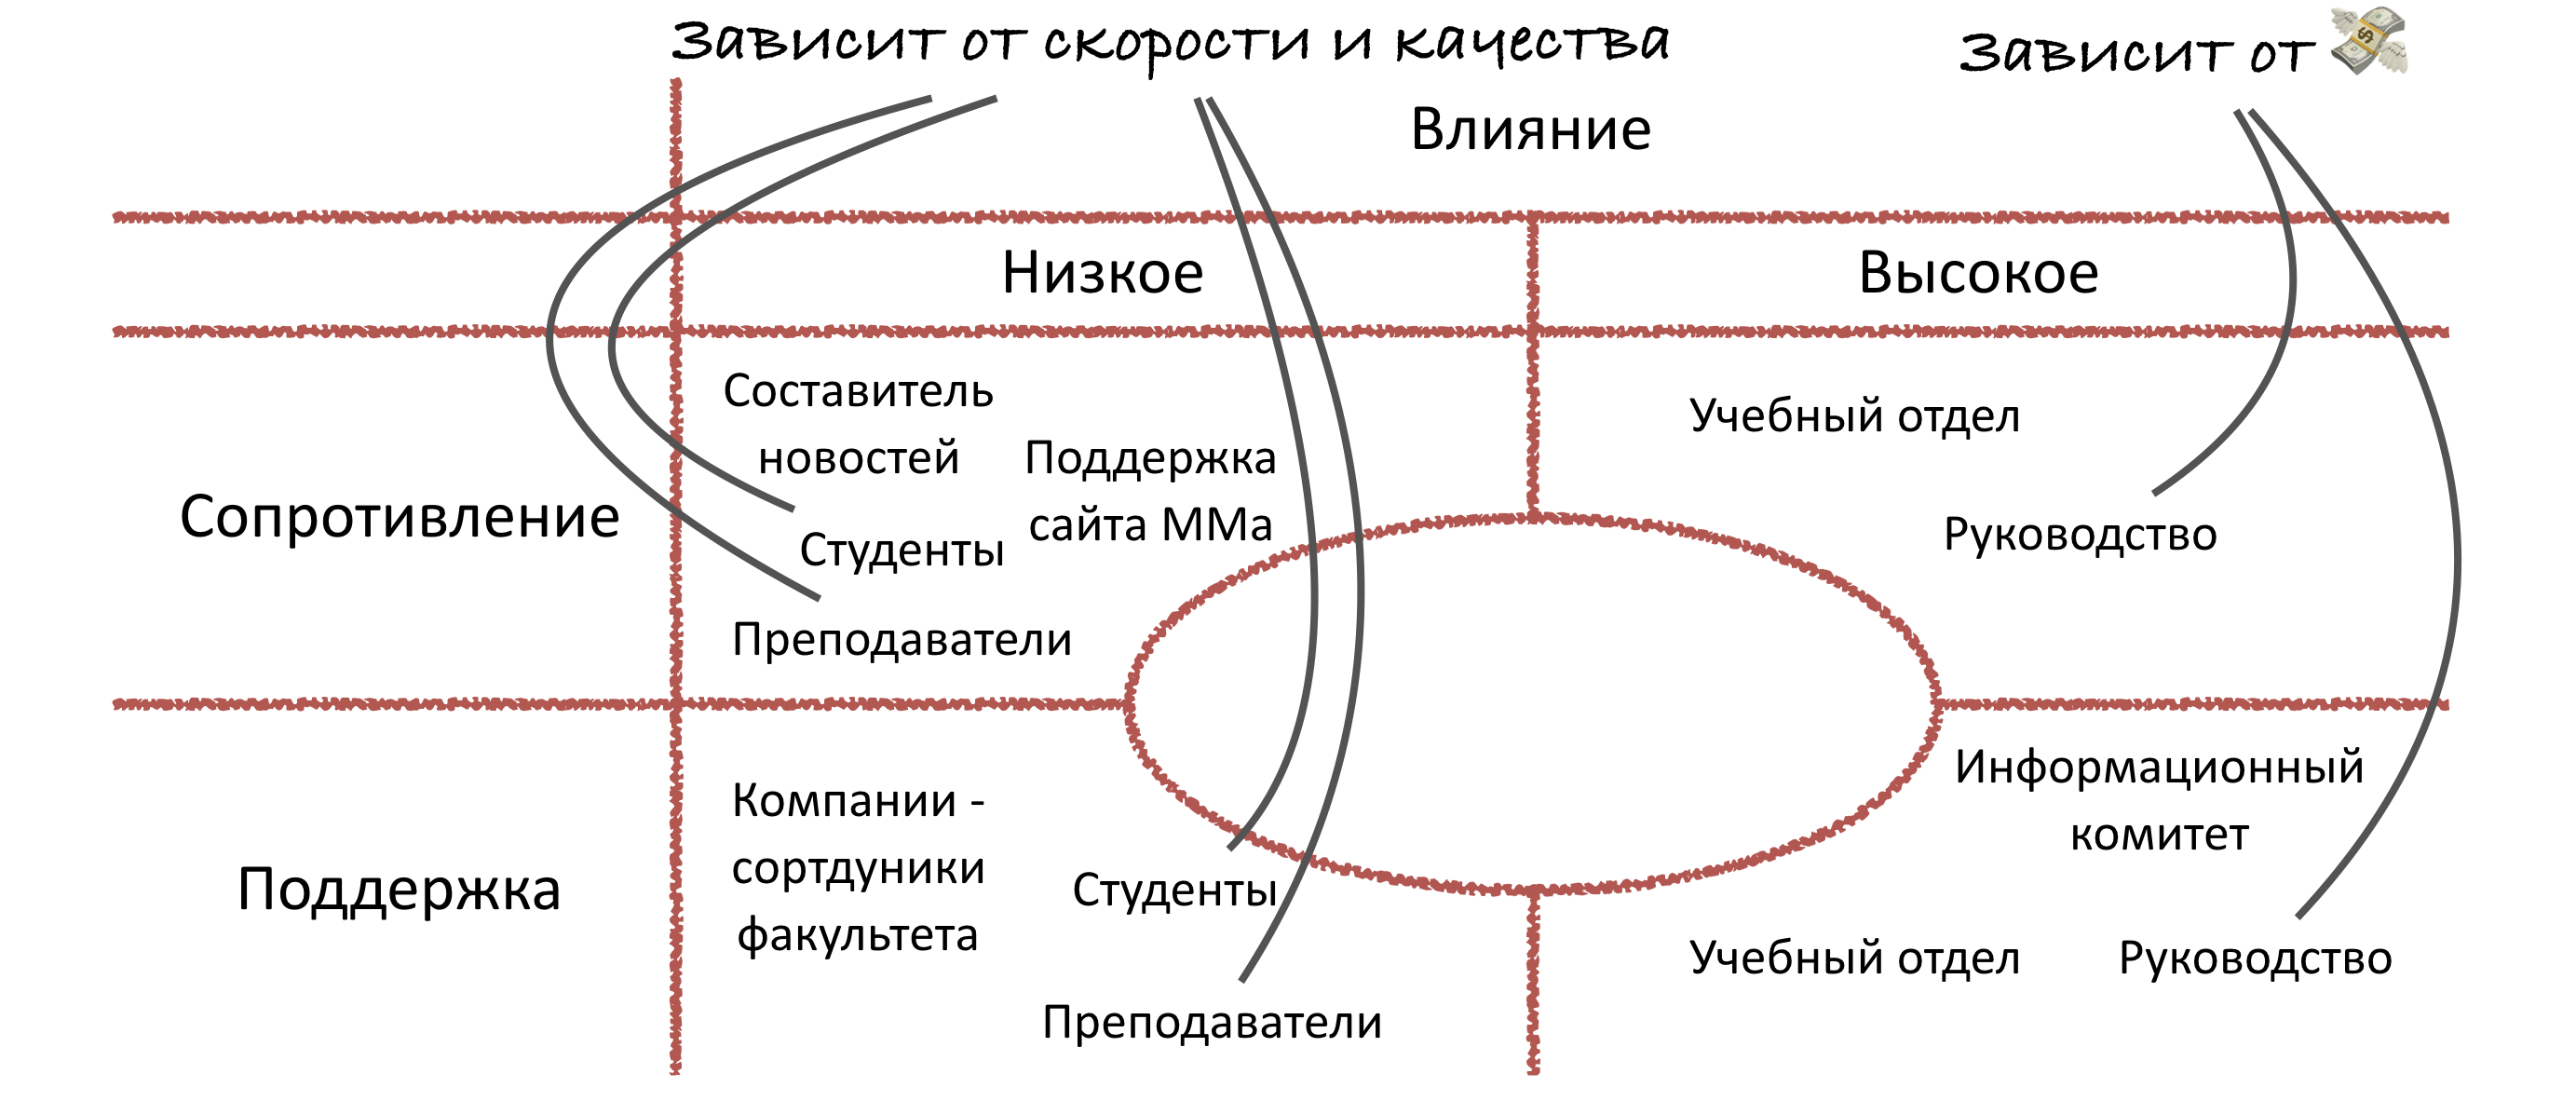 Зависит от скорости и качества
Зависит от
Влияние
Низкое
Высокое
Сопротивление
Составитель
новостей
Поддержка
сайта ММа
Студенты
Преподаватели
Учебный отдел
Руководство
Поддержка
Компании -
сортдуники
факультета
Студенты
Преподаватели
Информационный
комитет
Учебный отдел
Руководство